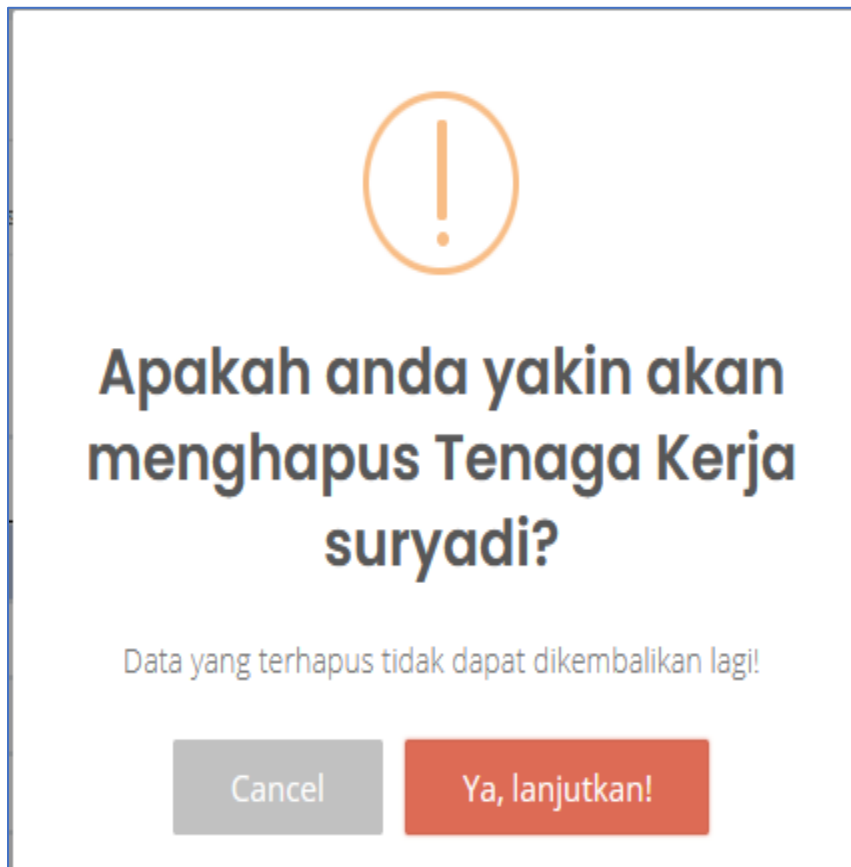 Apakah anda yakin akan
menghapus Tenaga Kerja
suryadi?
Data yang terhapus tidak dapat dikembalikan lagi!
Cancel
Ya, lanjutkan!